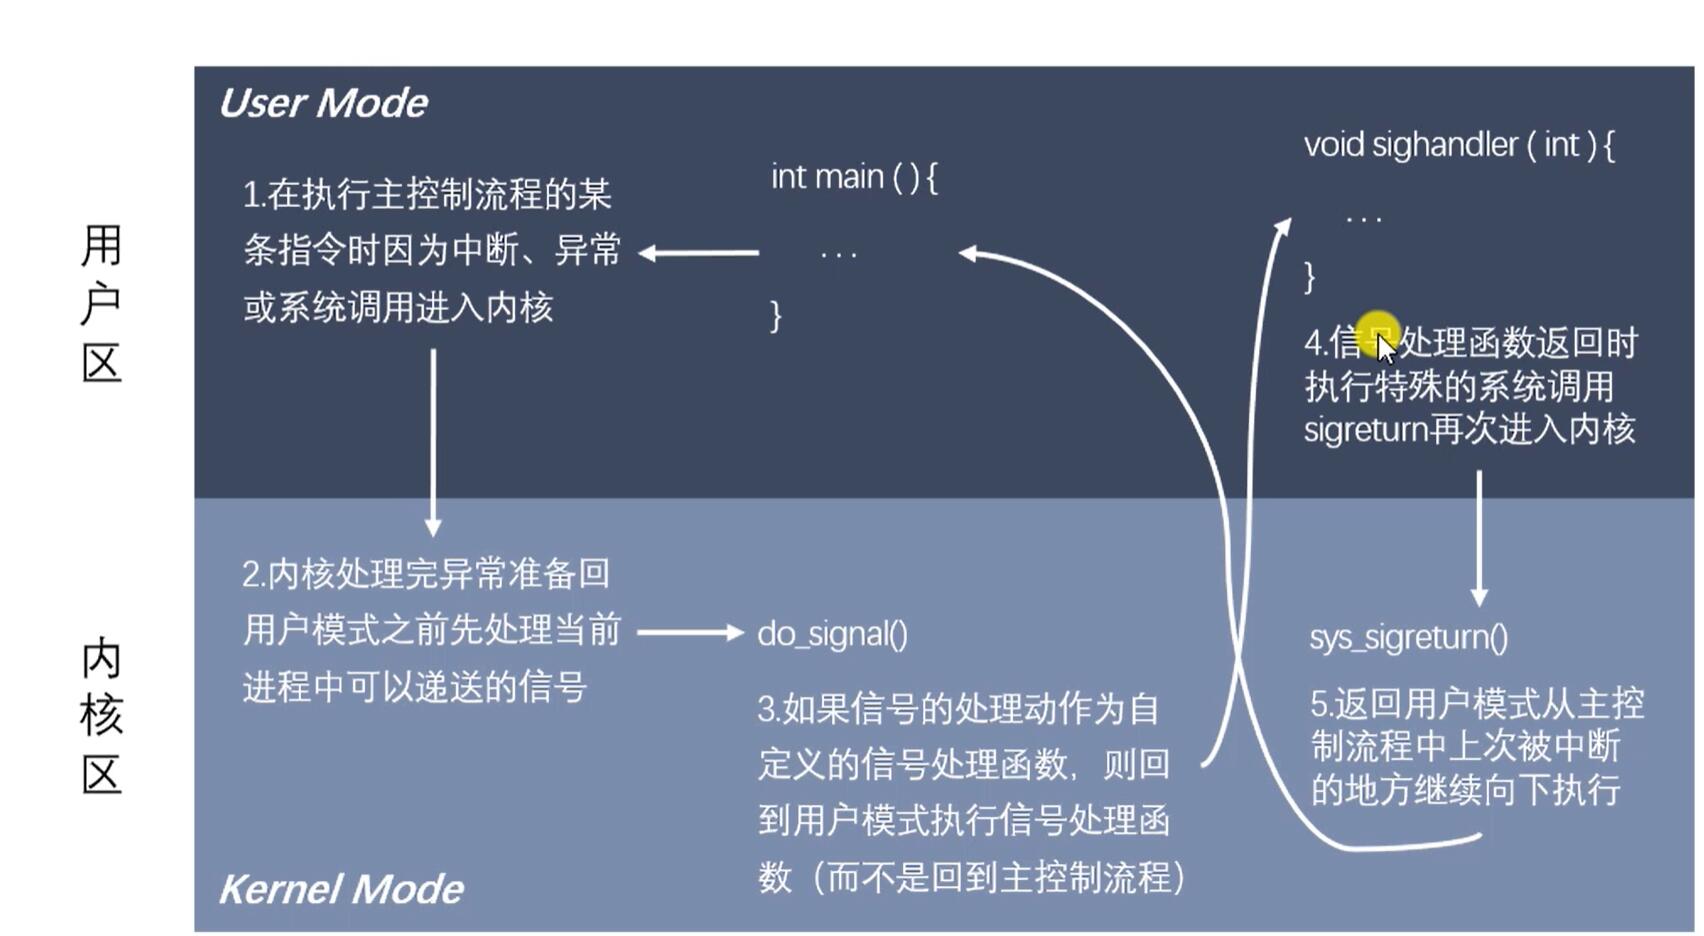 User Mode
用
户
区
1.在执行主控制流程的某
条指令时因为中断、异常
或系统调用进入内核
int main ( ) {
...
}
void sighandler ( int ) {
...
}
4.信号处理函数返回时
执行特殊的系统调用
sigreturn再次进入内核
内
核
区
2.内核处理完异常准备回
用户模式之前先处理当前
进程中可以递送的信号
do_signal()
3.如果信号的处理动作为自
定义的信号处理函数，则回
到用户模式执行信号处理函
数（而不是回到主控制流程）
sys_sigreturn()
5.返回用户模式从主控
制流程中上次被中断
的地方继续向下执行
Kernel Mode